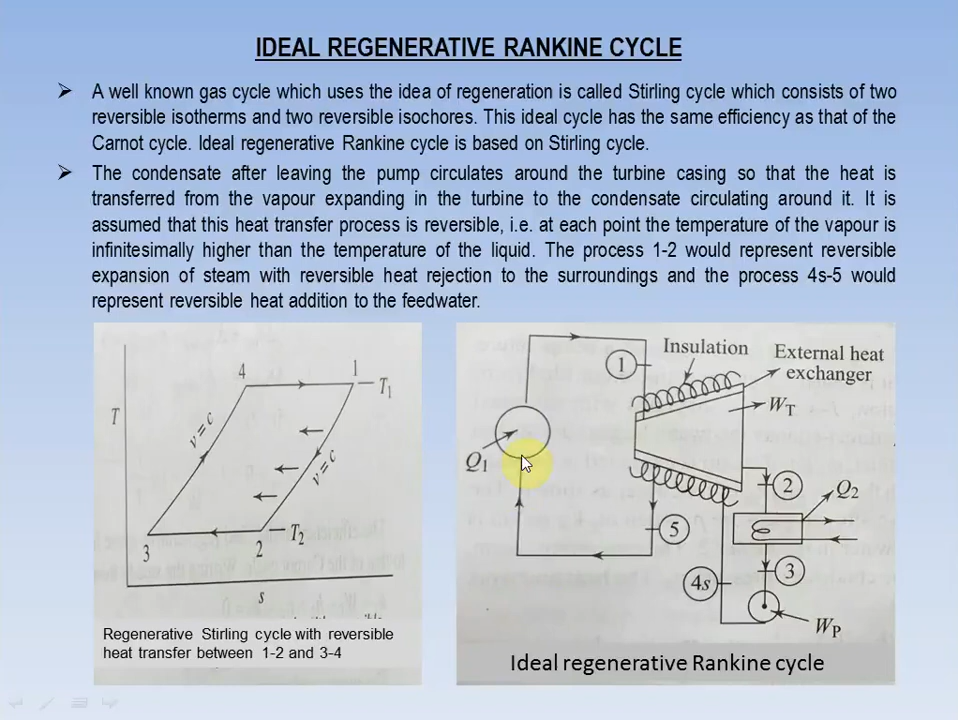 IDEAL REGENERATIVE RANKINE CYCLE
➢ A well known gas cycle which uses the idea of regeneration is called Stirling cycle which consists of two
reversible isotherms and two reversible isochores. This ideal cycle has the same efficiency as that of the
Carnot cycle. Ideal regenerative Rankine cycle is based on Stirling cycle.
➢ The condensate after leaving the pump circulates around the turbine casing so that the heat is
transferred from the vapour expanding in the turbine to the condensate circulating around it. It is
assumed that this heat transfer process is reversible, i.e. at each point the temperature of the vapour is
infinitesimally higher than the temperature of the liquid. The process 1-2 would represent reversible
expansion of steam with reversible heat rejection to the surroundings and the process 4s-5 would
represent reversible heat addition to the feedwater.
4
1
T₁
T
v = c
v = c
T₂
3
2
s
Regenerative Stirling cycle with reversible
heat transfer between 1-2 and 3-4
Insulation
External heat
exchanger
1
W_T
Q₁
2
Q₂
5
3
4s
W_P
Ideal regenerative Rankine cycle